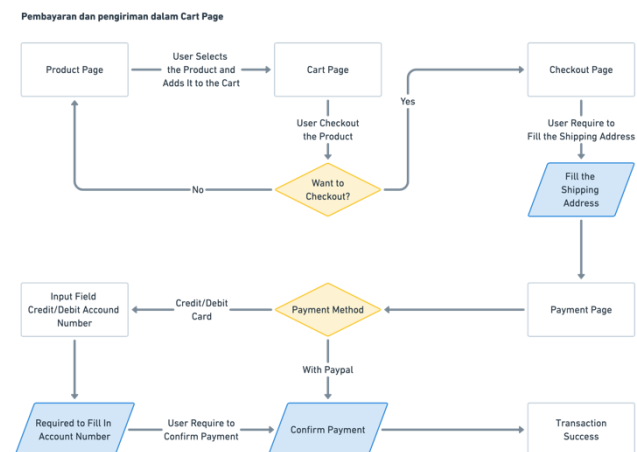 Pembayaran dan pengiriman dalam Cart Page
Product Page
User Selects
the Product and
Adds It to the Cart
Cart Page
Checkout Page
Yes
User Checkout
the Product
User Require to
Fill the Shipping Address
No
Want to
Checkout?
Fill the
Shipping
Address
Input Field
Credit/Debit Accound
Number
Credit/Debit
Card
Payment Method
Payment Page
With Paypal
Required to Fill In
Account Number
User Require to
Confirm Payment
Confirm Payment
Transaction
Success